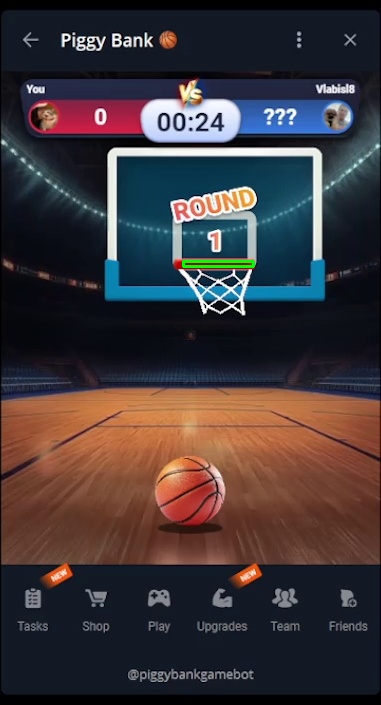 Piggy Bank 🏀
You
VS
Vlabisl8
0
00:24
???
ROUND
1
NEW
NEW
Tasks
Shop
Play
Upgrades
Team
Friends
@piggybankgamebot